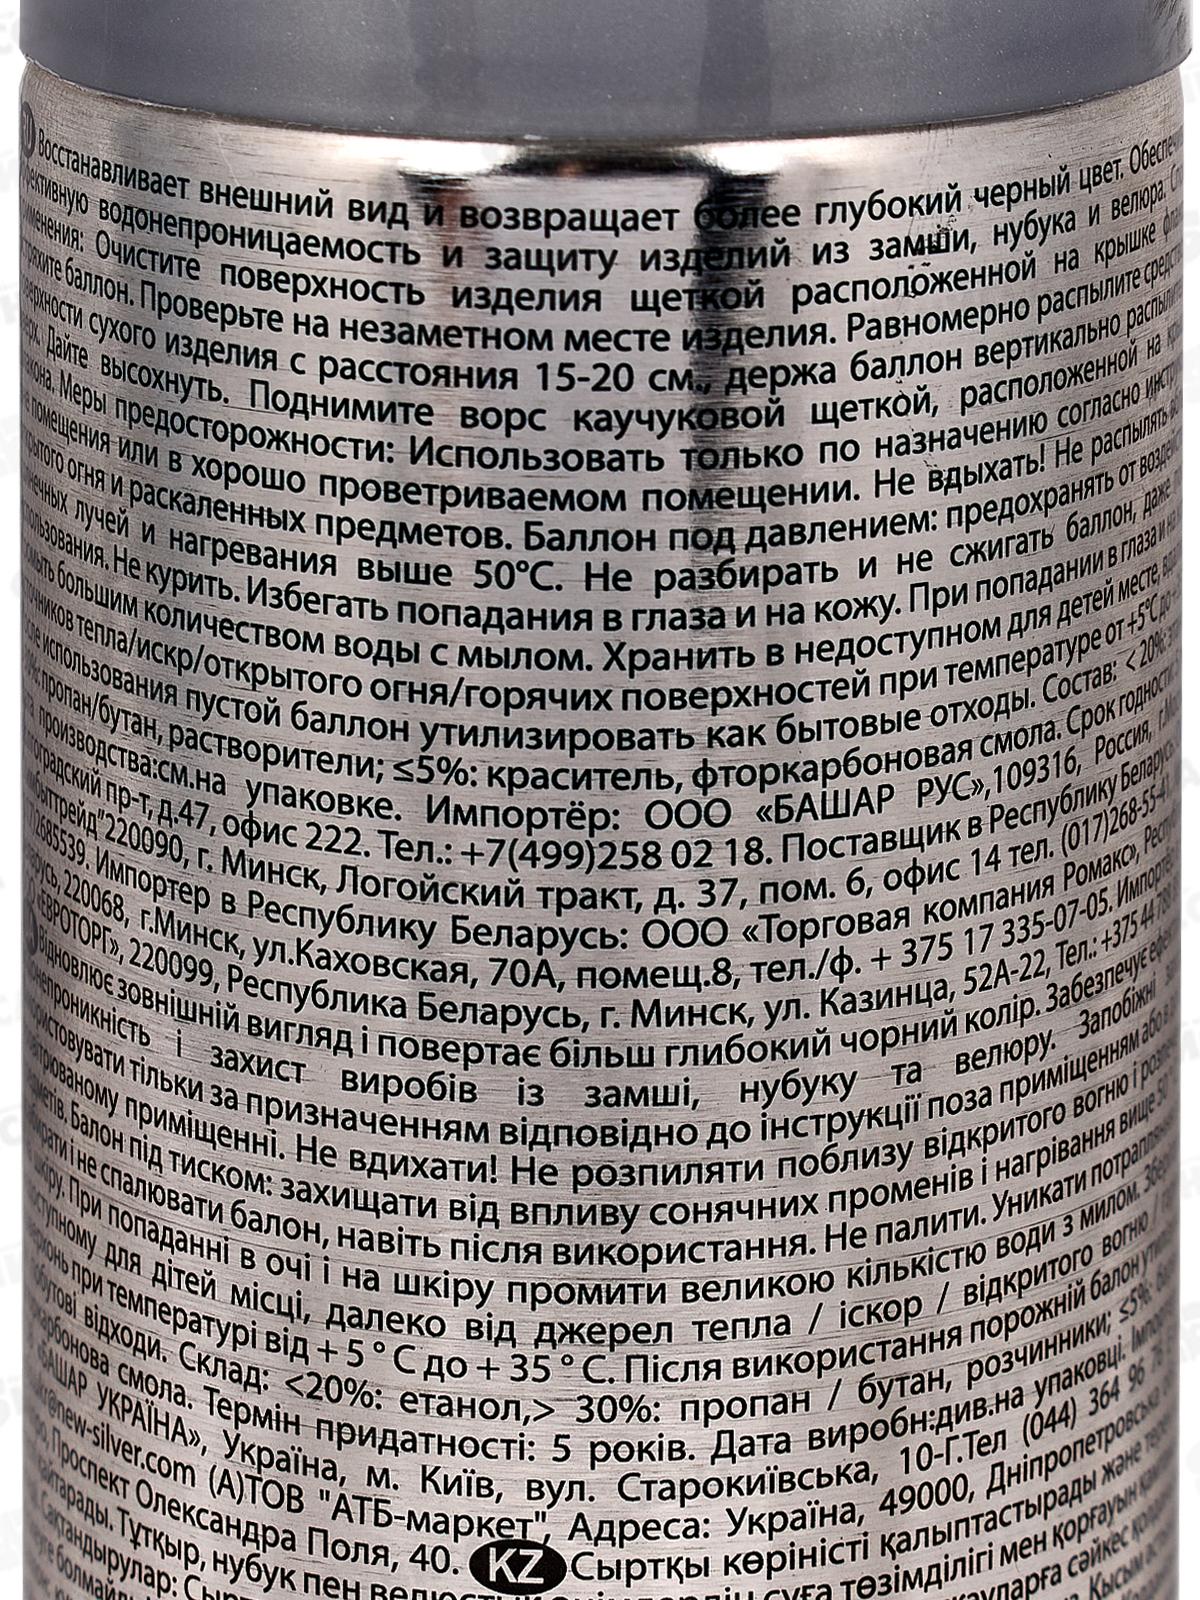 Восстанавливает внешний вид и возвращает более глубокий черный цвет.
водонепроницаемость и защиту изделий из замши, нубука и велюра.
Очистите поверхность изделия щеткой расположенной на крышке
баллон. Проверьте на незаметном месте изделия. Равномерно распылите
сухого изделия с расстояния 15-20 см., держа баллон вертикально
Дайте высохнуть. Поднимите ворс каучуковой щеткой, расположенной на
Меры предосторожности: Использовать только по назначению согласно
помещения или в хорошо проветриваемом помещении. Не вдыхать! Не распылять
огня и раскаленных предметов. Баллон под давлением: предохранять от
лучей и нагревания выше 50°C. Не разбирать и не сжигать баллон, даже
Не курить. Избегать попадания в глаза и на кожу. При попадании в глаза и
большим количеством воды с мылом. Хранить в недоступном для детей месте,
тепла/искр/открытого огня/горячих поверхностей при температуре от +5°C до
использования пустой баллон утилизировать как бытовые отходы. Состав: < 20%:
пропан/бутан, растворители; ≤5%: краситель, фторкарбоновая смола. Срок годности:
производства:см.на упаковке. Импортёр: ООО «БАШАР РУС»,109316, Россия,
пр-т, д.47, офис 222. Тел.: +7(499)258 02 18. Поставщик в Республику Беларусь
220090, г. Минск, Логойский тракт, д. 37, пом. 6, офис 14 тел. (017)268-55-41,
Импортер в Республику Беларусь: ООО «Торговая компания Ромакс»,
220068, г.Минск, ул.Каховская, 70А, помещ.8, тел./ф. + 375 17 335-07-05.
«ЕВРОТОРГ», 220099, Республика Беларусь, г. Минск, ул. Казинца, 52А-22, Тел.: +375 44
зовнішній вигляд і повертає більш глибокий чорний колір. Забезпечує
і захист виробів із замші, нубуку та велюру. Запобіжні
тільки за призначенням відповідно до інструкції поза приміщенням або в
приміщенні. Не вдихати! Не розпиляти поблизу відкритого вогню і
Балон під тиском: захищати від впливу сонячних променів і нагрівання вище 50
і не спалювати балон, навіть після використання. Не палити. Уникати
шкіру. При попаданні в очі і на шкіру промити великою кількістю води з милом.
для дітей місці, далеко від джерел тепла / іскор / відкритого вогню /
при температурі від + 5 ° C до + 35 ° C. Після використання порожній балон
відходи. Склад: <20%: етанол,> 30%: пропан / бутан, розчинники; ≤5%:
смола. Термін придатності: 5 років. Дата виробн:див.на упаковці.
«БАШАР УКРАЇНА», Україна, м. Київ, вул. Старокиївська, 10-Г.Тел (044) 364 96
@new-silver.com (А)ТОВ "АТБ-маркет", Адреса: Україна, 49000, Дніпропетровська
Проспект Олександра Поля, 40. KZ Сыртқы көріністі қалыптастырады және
Тұтқыр, нубук пен
суға төзімділігі мен қорғауын